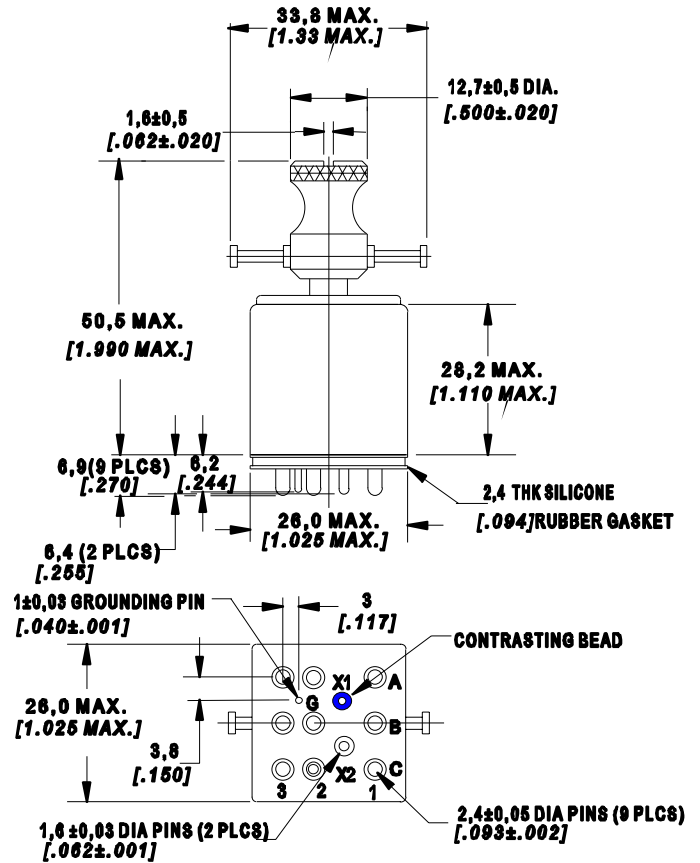 33,8 MAX.
[1.33 MAX.]
12,7±0,5 DIA.
[.500±.020]
1,6±0,5
[.062±.020]
50,5 MAX.
[1.990 MAX.]
28,2 MAX.
[1.110 MAX.]
6,9(9 PLCS)
[.270]
6,2
[.244]
2,4 THK SILICONE
[.094]RUBBER GASKET
26,0 MAX.
[1.025 MAX.]
6,4 (2 PLCS)
[.255]
1±0,03 GROUNDING PIN
[.040±.001]
3
[.117]
CONTRASTING BEAD
X1
A
G
26,0 MAX.
[1.025 MAX.]
B
3,8
[.150]
X2
C
3
2
1
1,6 ±0,03 DIA PINS (2 PLCS)
[.062±.001]
2,4±0,05 DIA PINS (9 PLCS)
[.093±.002]